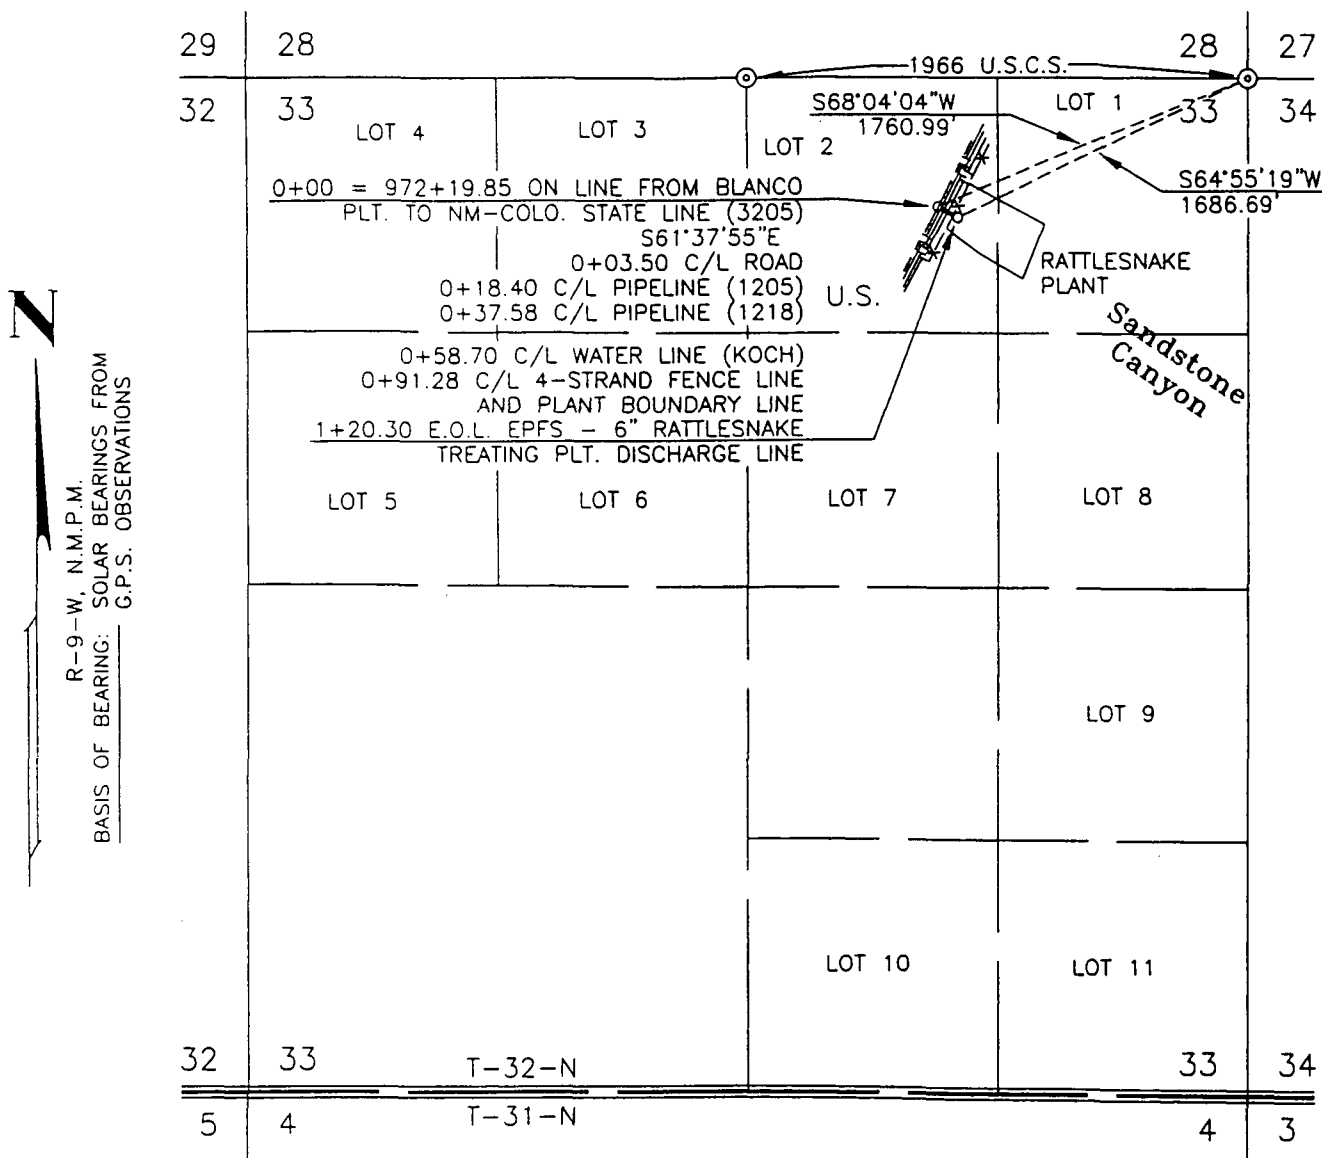 29 28 28 27
1966 U.S.C.S.
32 33 33 34
LOT 4
LOT 3
LOT 2
LOT 1
S68°04'04"W
1760.99'
S64°55'19"W
1686.69'
0+00 = 972+19.85 ON LINE FROM BLANCO
PLT. TO NM-COLO. STATE LINE (3205)
S61°37'55"E
0+03.50 C/L ROAD
0+18.40 C/L PIPELINE (1205)
0+37.58 C/L PIPELINE (1218)
0+58.70 C/L WATER LINE (KOCH)
0+91.28 C/L 4-STRAND FENCE LINE
AND PLANT BOUNDARY LINE
1+20.30 E.O.L. EPFS - 6" RATTLESNAKE
TREATING PLT. DISCHARGE LINE
U.S.
RATTLESNAKE
PLANT
Sandstone
Canyon
N
R-9-W, N.M.P.M.
BASIS OF BEARING: SOLAR BEARINGS FROM
G.P.S. OBSERVATIONS
LOT 5
LOT 6
LOT 7
LOT 8
LOT 9
LOT 10
LOT 11
32 33 T-32-N 33 34
5 4 T-31-N 4 3